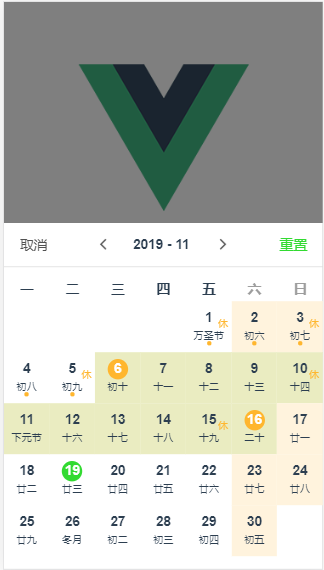 取消 2019 - 11 重置
一 二 三 四 五 六 日
1 休 2 3 休
万圣节 初六 初七
4 5 休 6 7 8 9 10 休
初八 初九 初十 十一 十二 十三 十四
11 12 13 14 15 休 16 17
下元节 十六 十七 十八 十九 二十 廿一
18 19 20 21 22 23 24
廿二 廿三 廿四 廿五 廿六 廿七 廿八
25 26 27 28 29 30
廿九 冬月 初二 初三 初四 初五